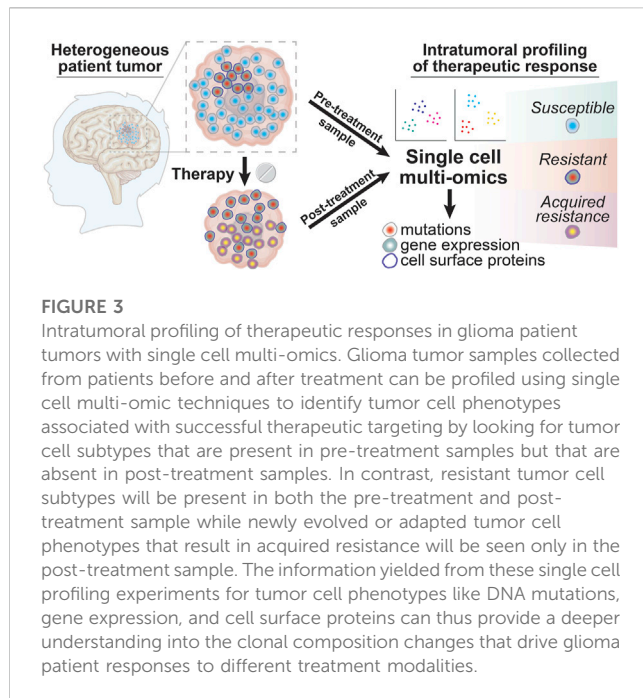 Heterogeneous
patient tumor
Intratumoral profiling
of therapeutic response
Pre-treatment
sample
Susceptible
Therapy
Single cell
multi-omics
Resistant
Post-treatment
sample
Acquired
resistance
mutations
gene expression
cell surface proteins
FIGURE 3
Intratumoral profiling of therapeutic responses in glioma patient
tumors with single cell multi-omics. Glioma tumor samples collected
from patients before and after treatment can be profiled using single
cell multi-omic techniques to identify tumor cell phenotypes
associated with successful therapeutic targeting by looking for tumor
cell subtypes that are present in pre-treatment samples but that are
absent in post-treatment samples. In contrast, resistant tumor cell
subtypes will be present in both the pre-treatment and post-
treatment sample while newly evolved or adapted tumor cell
phenotypes that result in acquired resistance will be seen only in the
post-treatment sample. The information yielded from these single cell
profiling experiments for tumor cell phenotypes like DNA mutations,
gene expression, and cell surface proteins can thus provide a deeper
understanding into the clonal composition changes that drive glioma
patient responses to different treatment modalities.